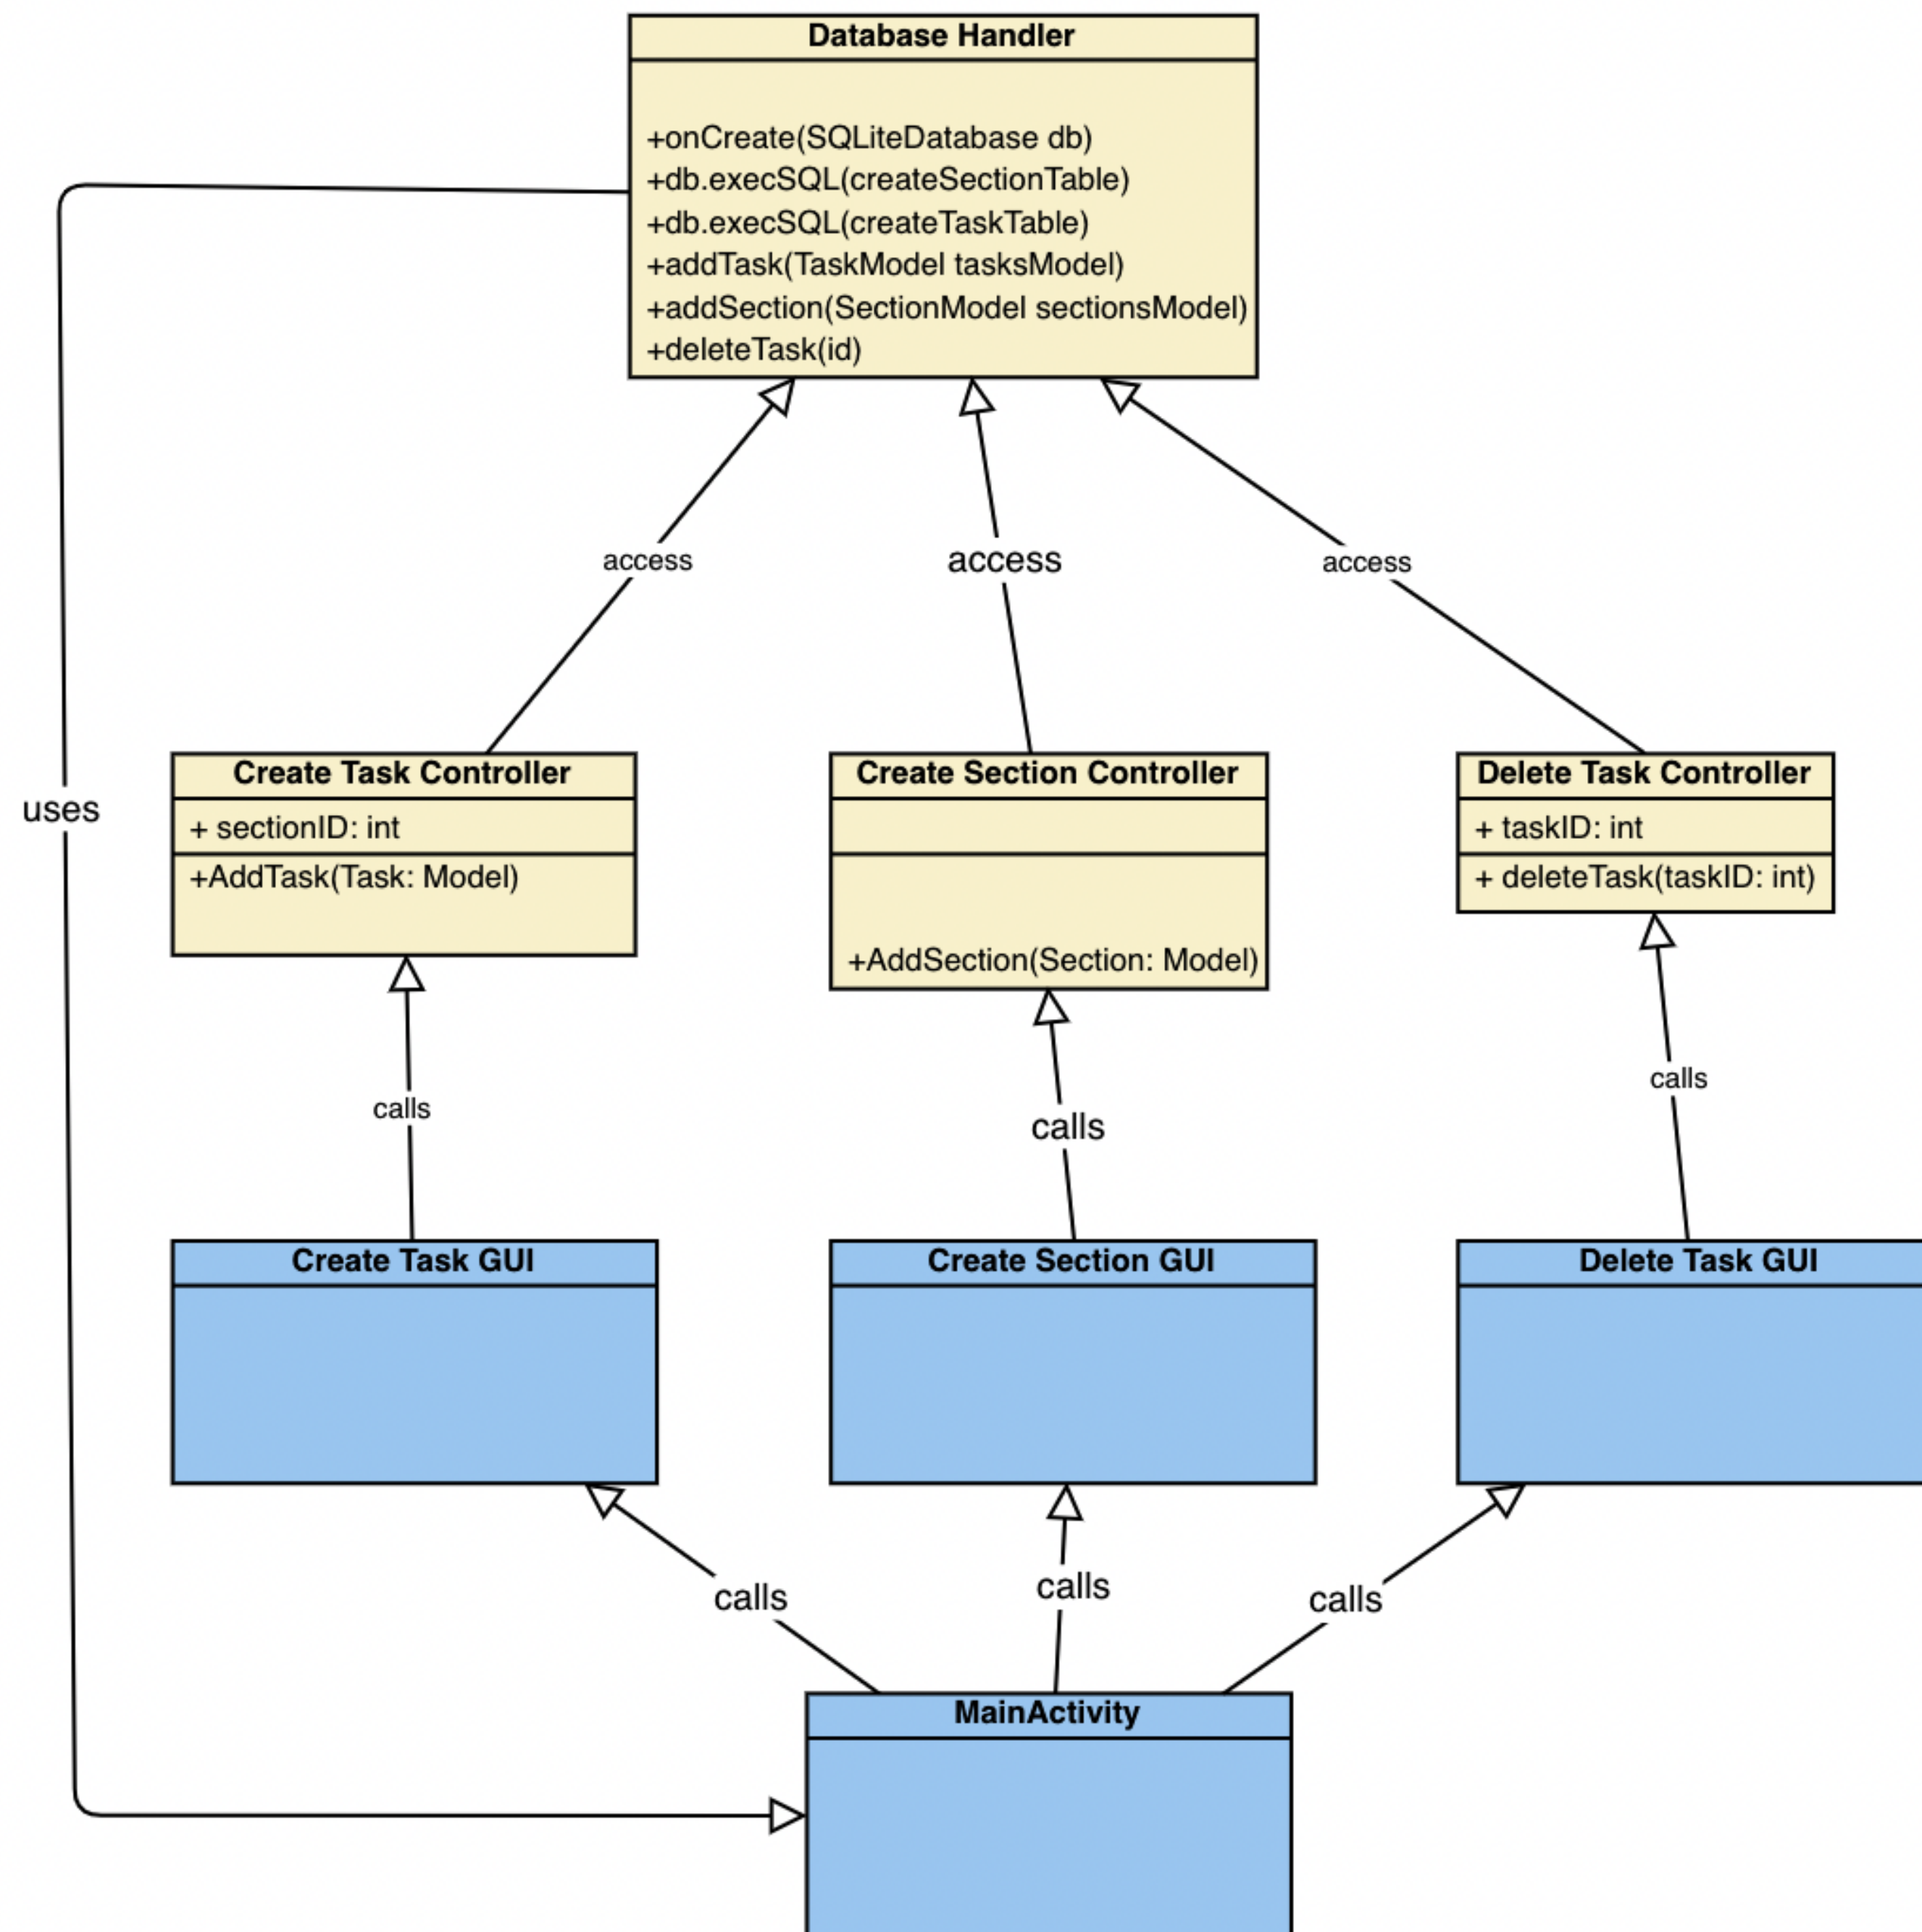 Database Handler
+onCreate(SQLiteDatabase db)
+db.execSQL(createSectionTable)
+db.execSQL(createTaskTable)
+addTask(TaskModel tasksModel)
+addSection(SectionModel sectionsModel)
+deleteTask(id)
access
access
access
uses
Create Task Controller
+ sectionID: int
+AddTask(Task: Model)
Create Section Controller
+AddSection(Section: Model)
Delete Task Controller
+ taskID: int
+ deleteTask(taskID: int)
calls
calls
calls
Create Task GUI
Create Section GUI
Delete Task GUI
calls
calls
calls
MainActivity